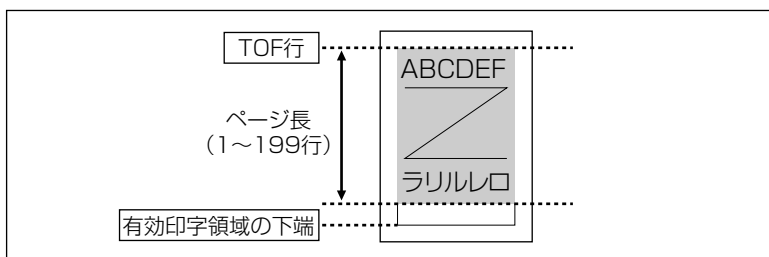 TOF行
ABCDEF
ページ長
（1～199行）
ラリルレロ
有効印字領域の下端